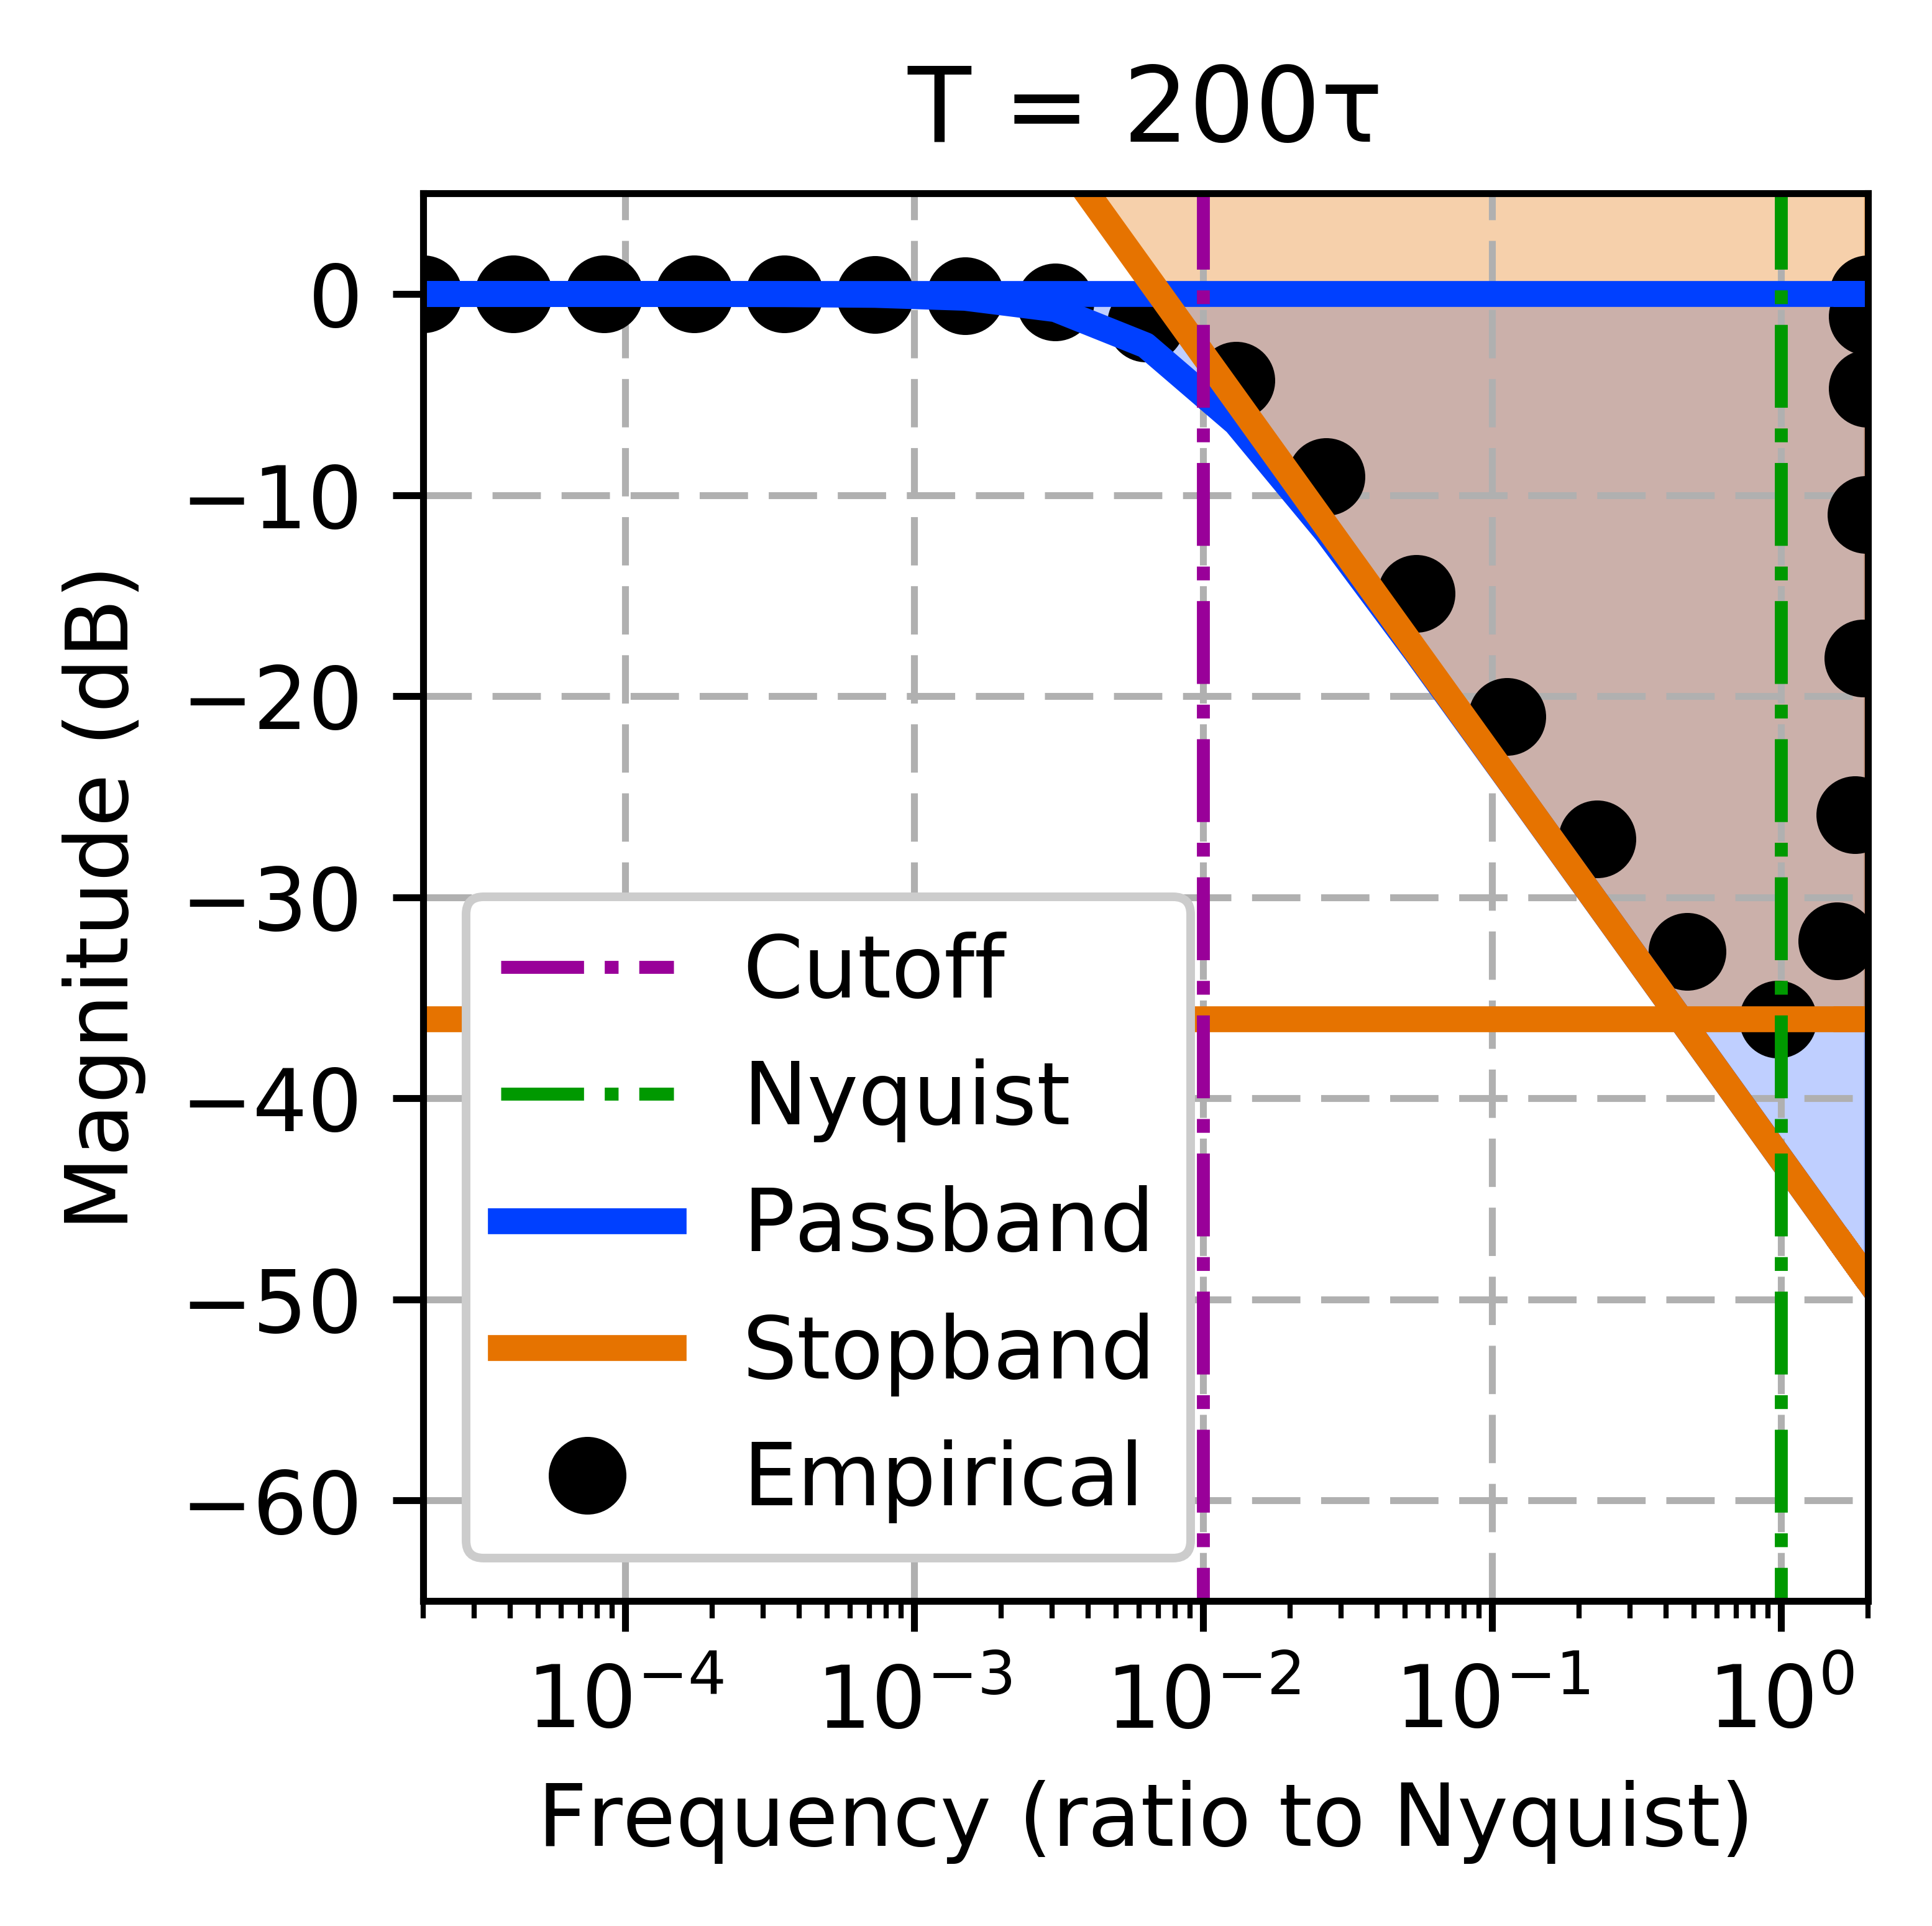 T = 200τ
Magnitude (dB)
0
−10
−20
−30
−40
−50
−60
Cutoff
Nyquist
Passband
Stopband
Empirical
10⁻⁴ 10⁻³ 10⁻² 10⁻¹ 10⁰
Frequency (ratio to Nyquist)